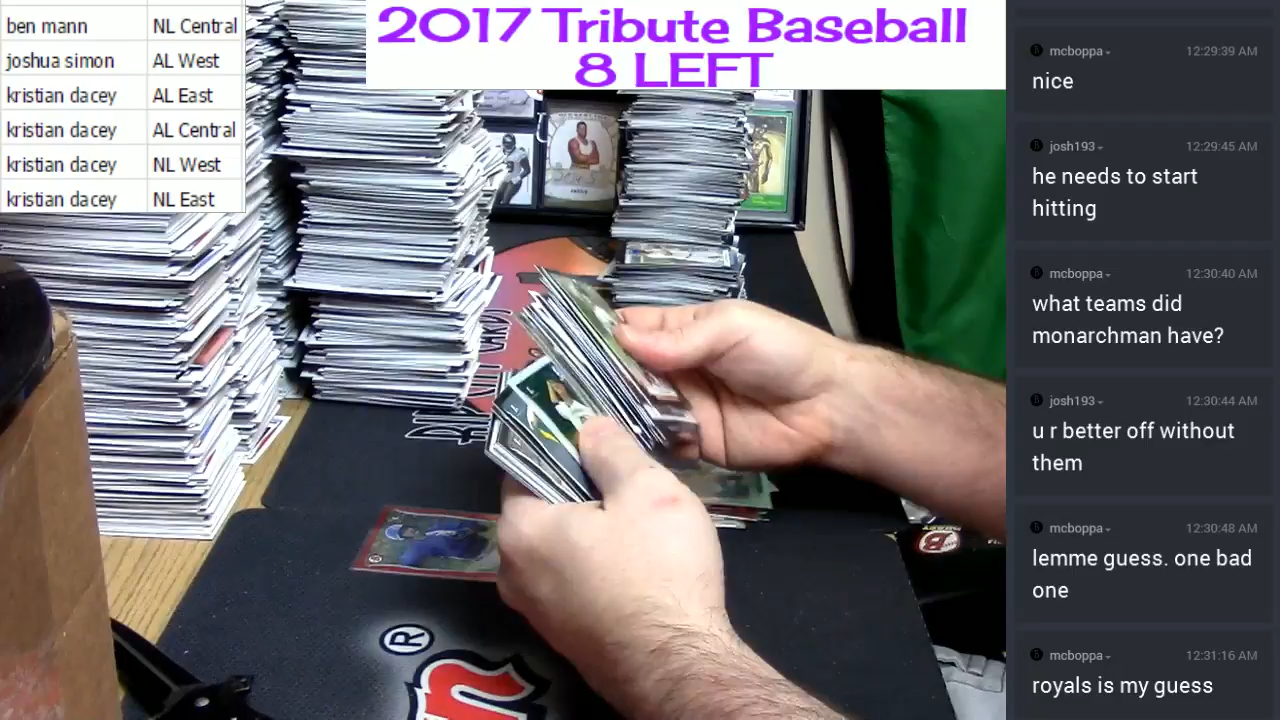 ben mann NL Central
joshua simon AL West
kristian dacey AL East
kristian dacey AL Central
kristian dacey NL West
kristian dacey NL East
2017 Tribute Baseball
8 LEFT
mcboppa 12:29:39 AM
nice
josh193 12:29:45 AM
he needs to start
hitting
mcboppa 12:30:40 AM
what teams did
monarchman have?
josh193 12:30:44 AM
u r better off without
them
mcboppa 12:30:48 AM
lemme guess. one bad
one
mcboppa 12:31:16 AM
royals is my guess
®